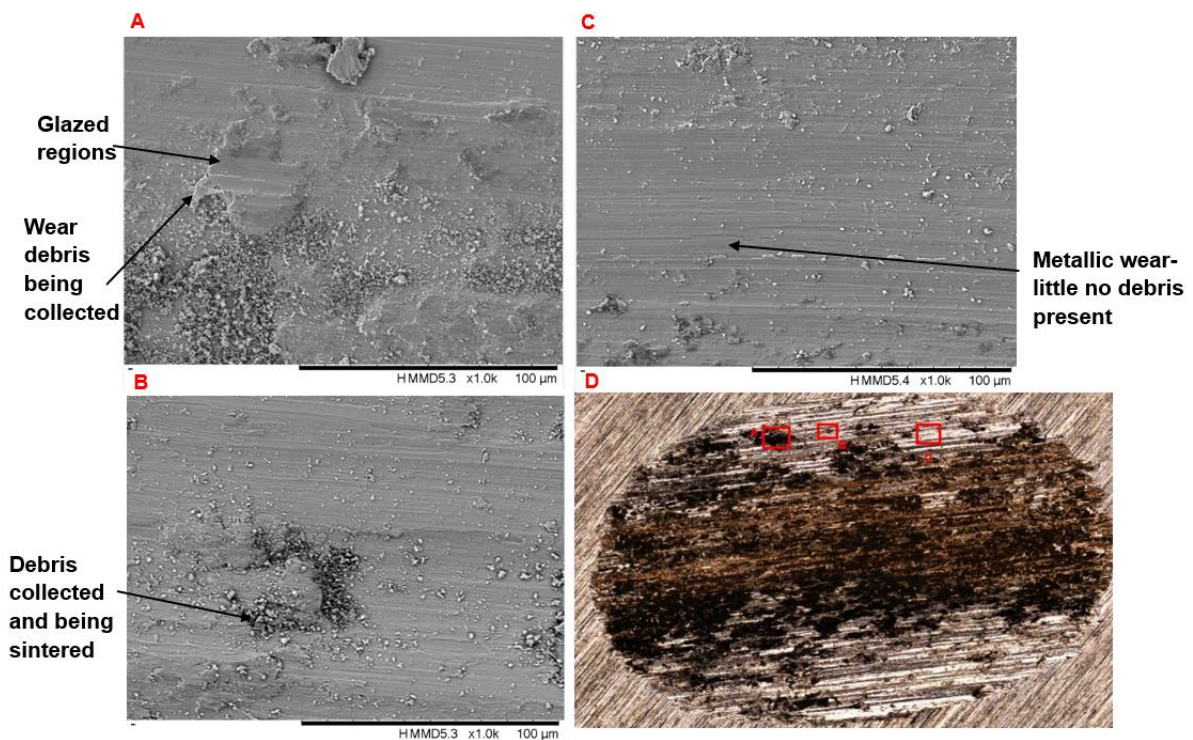 A
Glazed
regions
Wear
debris
being
collected
HMMD5.3 x1.0k 100 µm
B
Debris
collected
and being
sintered
HMMD5.3 x1.0k 100 µm
C
Metallic wear-
little no debris
present
HMMD5.4 x1.0k 100 µm
D